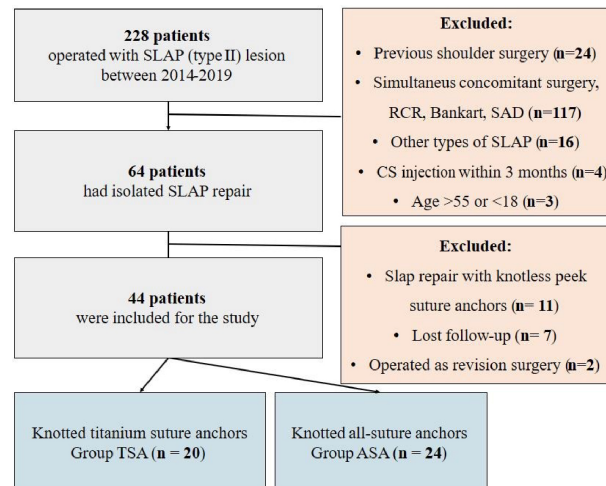 228 patients
operated with SLAP (type II) lesion
between 2014-2019
Excluded:
• Previous shoulder surgery (n=24)
• Simultaneus concomitant surgery,
RCR, Bankart, SAD (n=117)
• Other types of SLAP (n=16)
• CS injection within 3 months (n=4)
• Age >55 or <18 (n=3)
64 patients
had isolated SLAP repair
Excluded:
• Slap repair with knotless peek
suture anchors (n= 11)
• Lost follow-up (n= 7)
• Operated as revision surgery (n=2)
44 patients
were included for the study
Knotted titanium suture anchors
Group TSA (n = 20)
Knotted all-suture anchors
Group ASA (n = 24)